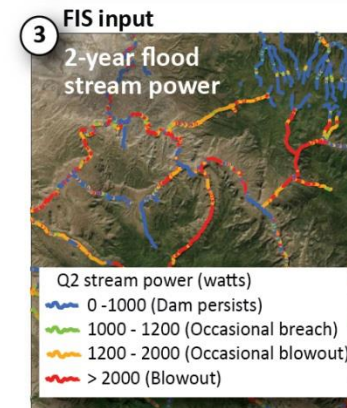 3
FIS input
2-year flood
stream power
Q2 stream power (watts)
0 -1000 (Dam persists)
1000 - 1200 (Occasional breach)
1200 - 2000 (Occasional blowout)
> 2000 (Blowout)